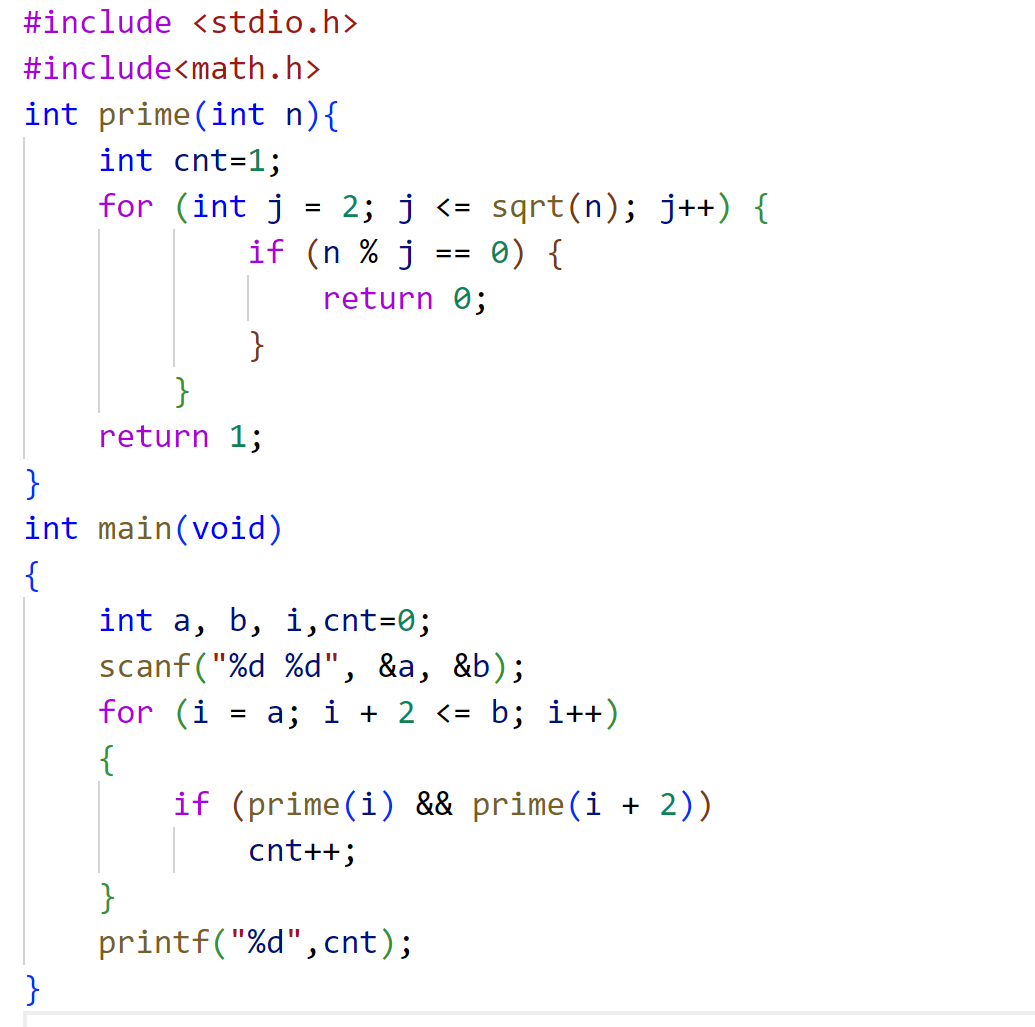 #include <stdio.h>
#include<math.h>
int prime(int n){
    int cnt=1;
    for (int j = 2; j <= sqrt(n); j++) {
            if (n % j == 0) {
                return 0;
            }
        }
    return 1;
}
int main(void)
{
    int a, b, i,cnt=0;
    scanf("%d %d", &a, &b);
    for (i = a; i + 2 <= b; i++)
    {
        if (prime(i) && prime(i + 2))
            cnt++;
    }
    printf("%d",cnt);
}